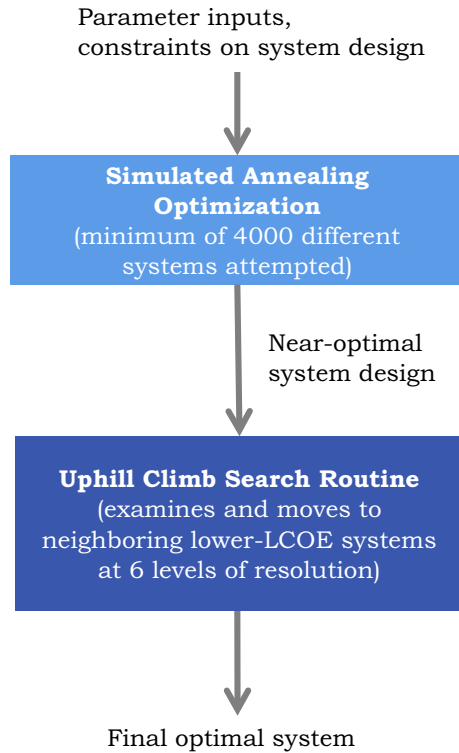 Parameter inputs,
constraints on system design
Simulated Annealing
Optimization
(minimum of 4000 different
systems attempted)
Near-optimal
system design
Uphill Climb Search Routine
(examines and moves to
neighboring lower-LCOE systems
at 6 levels of resolution)
Final optimal system